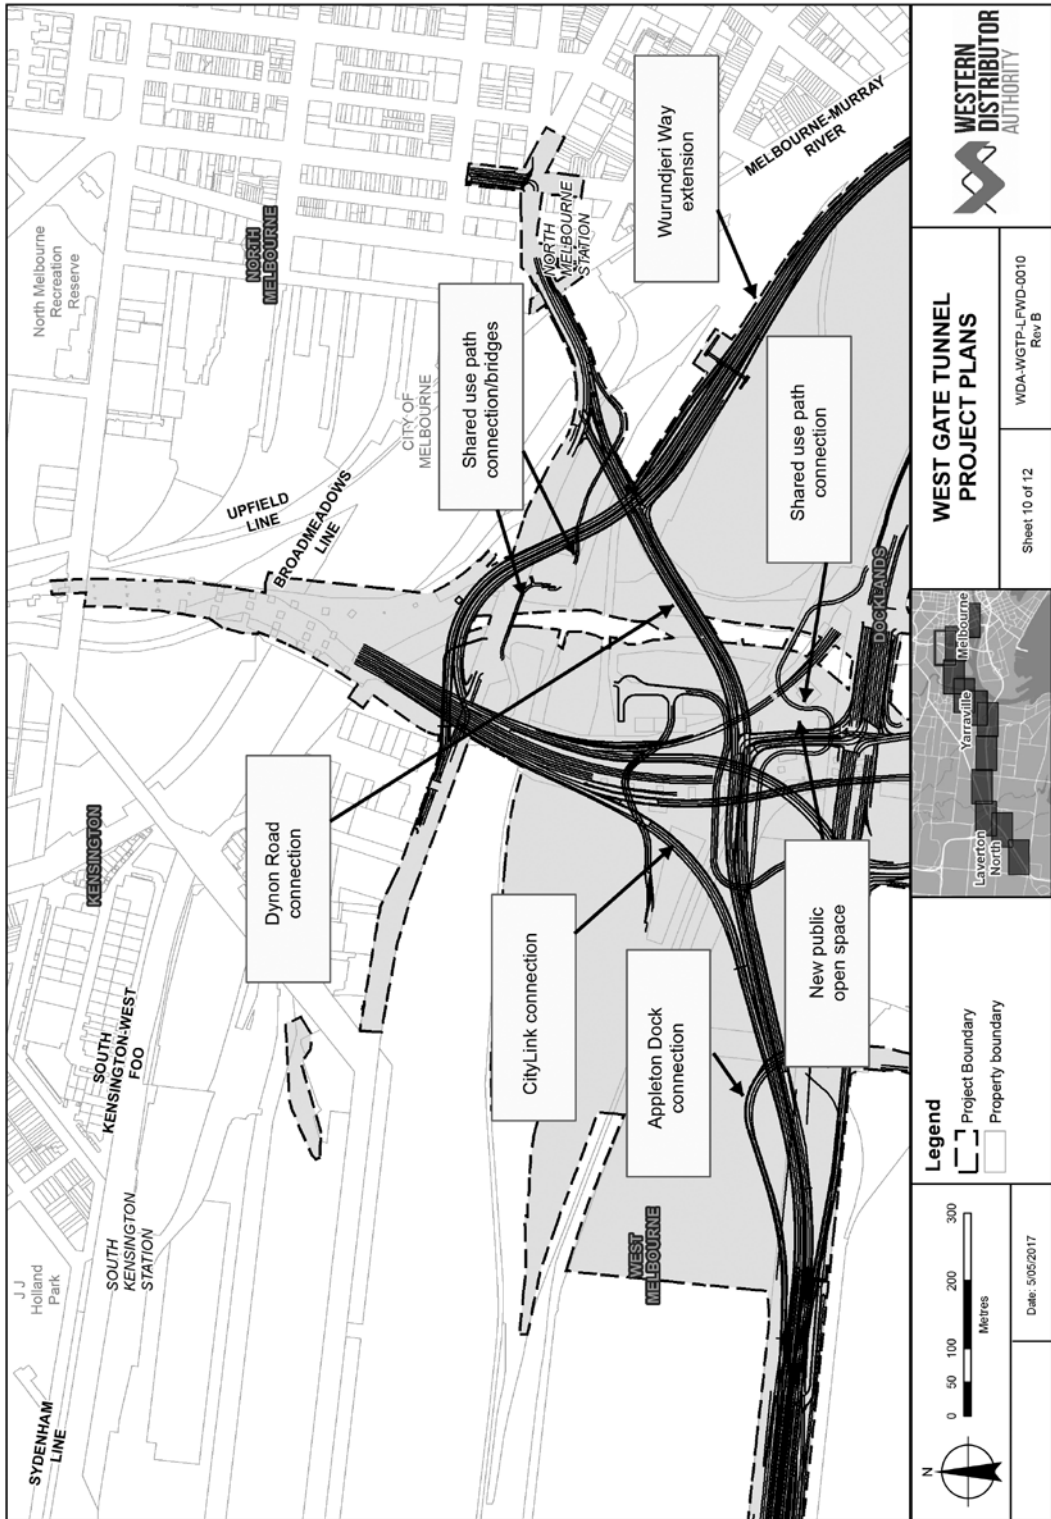 SYDENHAM
LINE
J J
Holland
Park
SOUTH
KENSINGTON
STATION
SOUTH
KENSINGTON-WEST
FOO
KENSINGTON
UPFIELD
LINE
BROADMEADOWS
LINE
North Melbourne
Recreation
Reserve
NORTH
MELBOURNE
CITY OF
MELBOURNE
NORTH
MELBOURNE
STATION
MELBOURNE-MURRAY
RIVER
WEST
MELBOURNE
DOCKLANDS
Dynon Road
connection
CityLink connection
Appleton Dock
connection
New public
open space
Shared use path
connection/bridges
Shared use path
connection
Wurundjeri Way
extension
N
0 50 100 200 300
Metres
Date: 5/05/2017
Legend
Project Boundary
Property boundary
Laverton
North
Yarraville
Melbourne
WEST GATE TUNNEL
PROJECT PLANS
Sheet 10 of 12
WDA-WGTP-LFWD-0010
Rev B
WESTERN
DISTRIBUTOR
AUTHORITY